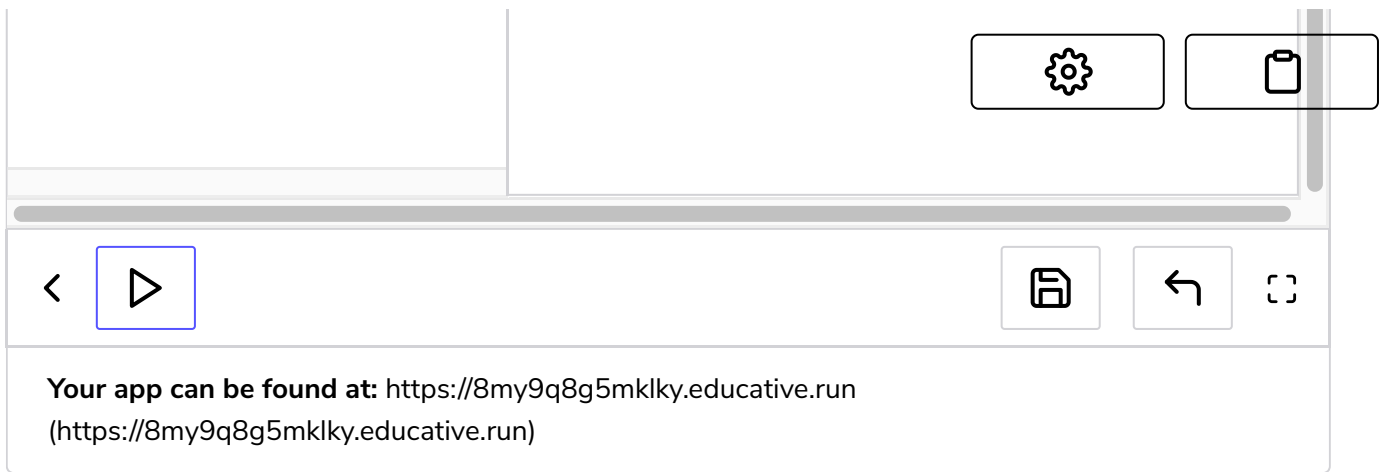 Your app can be found at: https://8my9q8g5mklky.educative.run
(https://8my9q8g5mklky.educative.run)